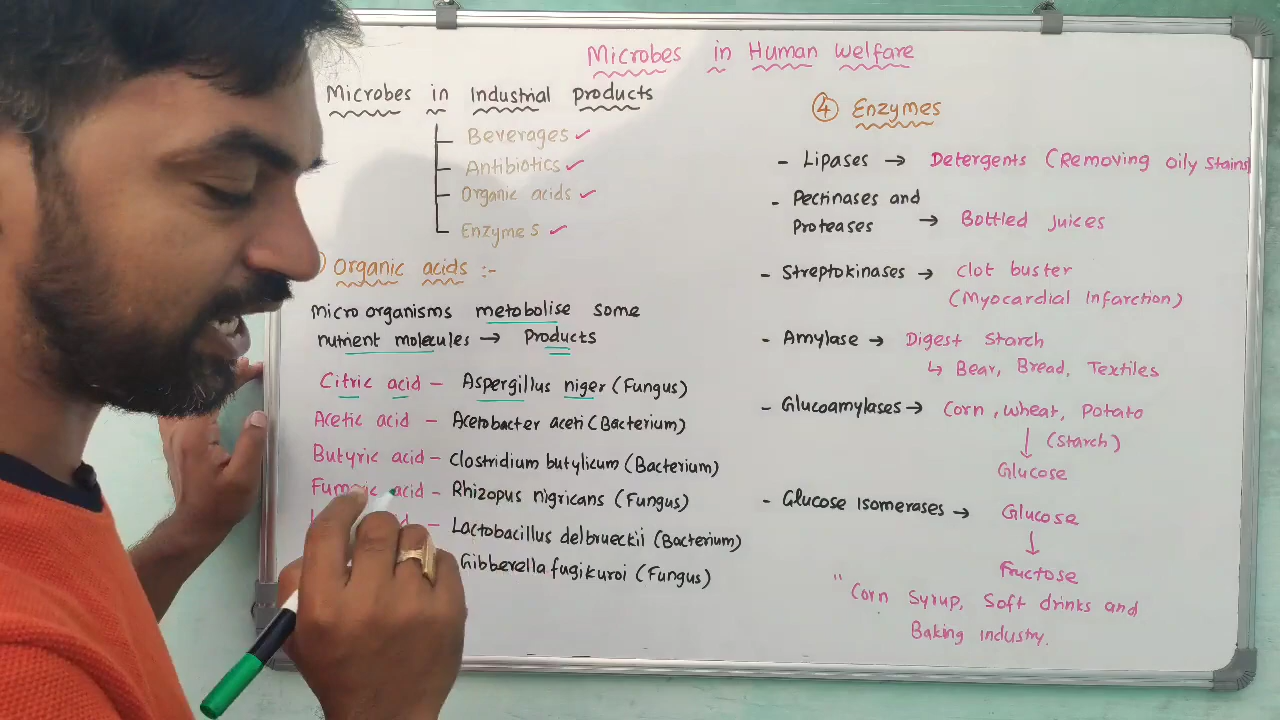 Microbes in Human Welfare
Microbes in Industrial products
Beverages ✓
Antibiotics ✓
Organic acids ✓
Enzymes ✓
) Organic acids :-
Micro organisms metobolise some
nutrient molecules → Products
Citric acid – Aspergillus niger (Fungus)
Acetic acid – Acetobacter aceti (Bacterium)
Butyric acid – Clostridium butylicum (Bacterium)
Fumaric acid – Rhizopus nigricans (Fungus)
– Lactobacillus delbrueckii (Bacterium)
Gibberella fugikuroi (Fungus)
④ Enzymes
- Lipases → Detergents (Removing oily stains)
- Pectinases and
Proteases → Bottled Juices
- Streptokinases → Clot buster
(Myocardial Infarction)
- Amylase → Digest Starch
↳ Bear, Bread, Textiles
- Glucoamylases → Corn, Wheat, Potato
↓ (Starch)
Glucose
- Glucose Isomerases → Glucose
↓
Fructose
" Corn Syrup, Soft drinks and
Baking Industry.